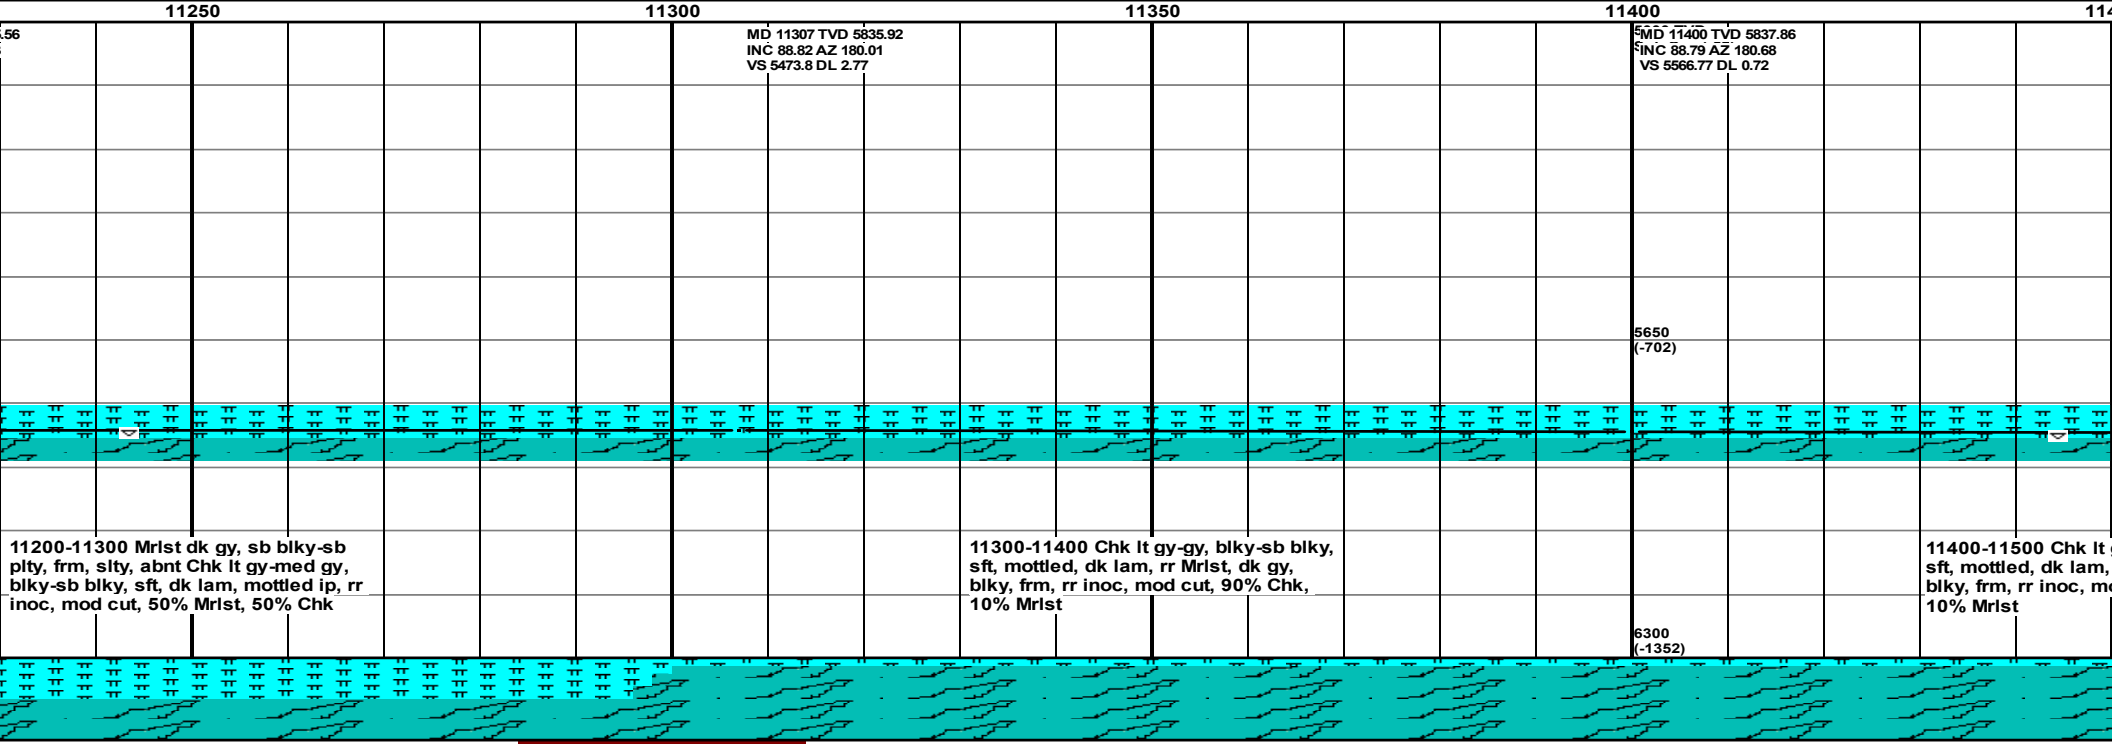 11250 11300 11350 11400
.56
MD 11307 TVD 5835.92
INC 88.82 AZ 180.01
VS 5473.8 DL 2.77
MD 11400 TVD 5837.86
INC 88.79 AZ 180.68
VS 5566.77 DL 0.72
5650
(-702)
11200-11300 Mrlst dk gy, sb blky-sb
plty, frm, slty, abnt Chk lt gy-med gy,
blky-sb blky, sft, dk lam, mottled ip, rr
inoc, mod cut, 50% Mrlst, 50% Chk
11300-11400 Chk lt gy-gy, blky-sb blky,
sft, mottled, dk lam, rr Mrlst, dk gy,
blky, frm, rr inoc, mod cut, 90% Chk,
10% Mrlst
11400-11500 Chk lt
sft, mottled, dk lam,
blky, frm, rr inoc,
10% Mrlst
6300
(-1352)